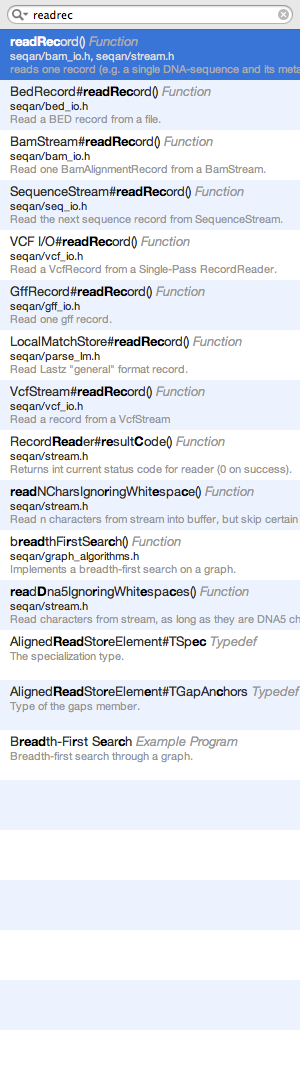 readrec
readRecord() Function
seqan/bam_io.h, seqan/stream.h
reads one record (e.g. a single DNA-sequence and its meta
BedRecord#readRecord() Function
seqan/bed_io.h
Read a BED record from a file.
BamStream#readRecord() Function
seqan/bam_io.h
Read one BamAlignmentRecord from a BamStream.
SequenceStream#readRecord() Function
seqan/seq_io.h
Read the next sequence record from SequenceStream.
VCF I/O#readRecord() Function
seqan/vcf_io.h
Read a VcfRecord from a Single-Pass RecordReader.
GffRecord#readRecord() Function
seqan/gff_io.h
Read one gff record.
LocalMatchStore#readRecord() Function
seqan/parse_lm.h
Read Lastz "general" format record.
VcfStream#readRecord() Function
seqan/vcf_io.h
Read a record from a VcfStream
RecordReader#resultCode() Function
seqan/stream.h
Returns int current status code for reader (0 on success).
readNCharsIgnoringWhitespace() Function
seqan/stream.h
Read n characters from stream into buffer, but skip certain
breadthFirstSearch() Function
seqan/graph_algorithms.h
Implements a breadth-first search on a graph.
readDna5IgnoringWhitespaces() Function
seqan/stream.h
Read characters from stream, as long as they are DNA5 ch
AlignedReadStoreElement#TSpec Typedef
The specialization type.
AlignedReadStoreElement#TGapAnchors Typedef
Type of the gaps member.
Breadth-First Search Example Program
Breadth-first search through a graph.